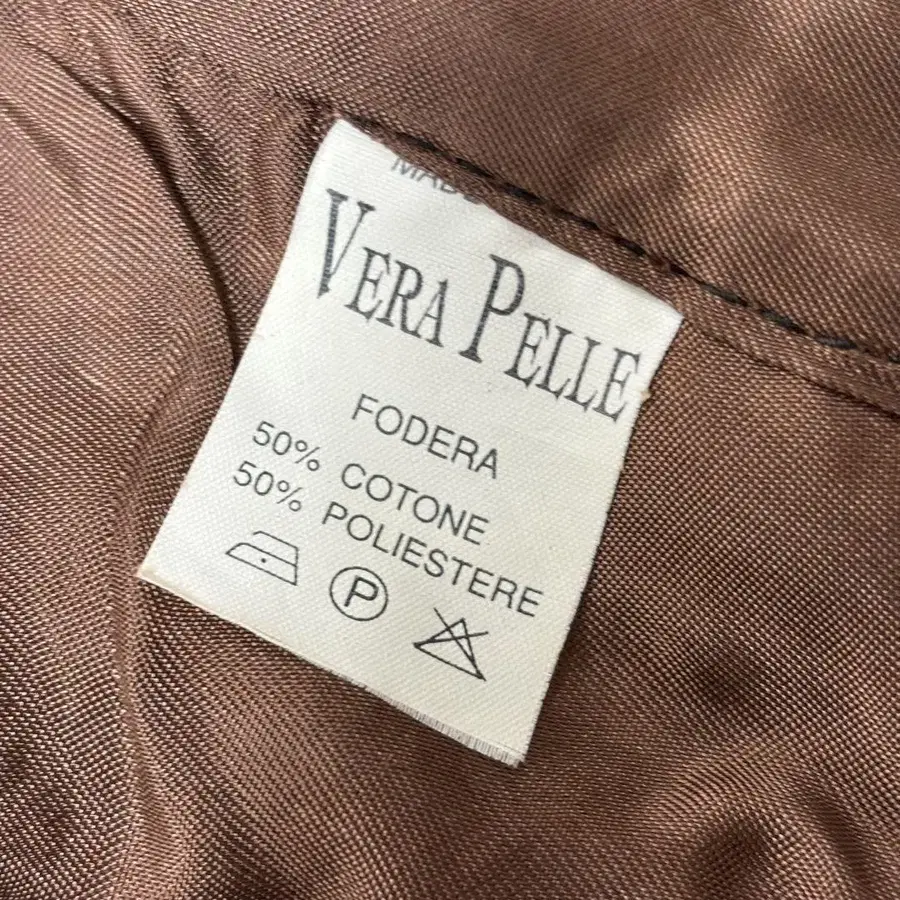 VERA PELLE
FODERA
50% COTONE
50% POLIESTERE
P